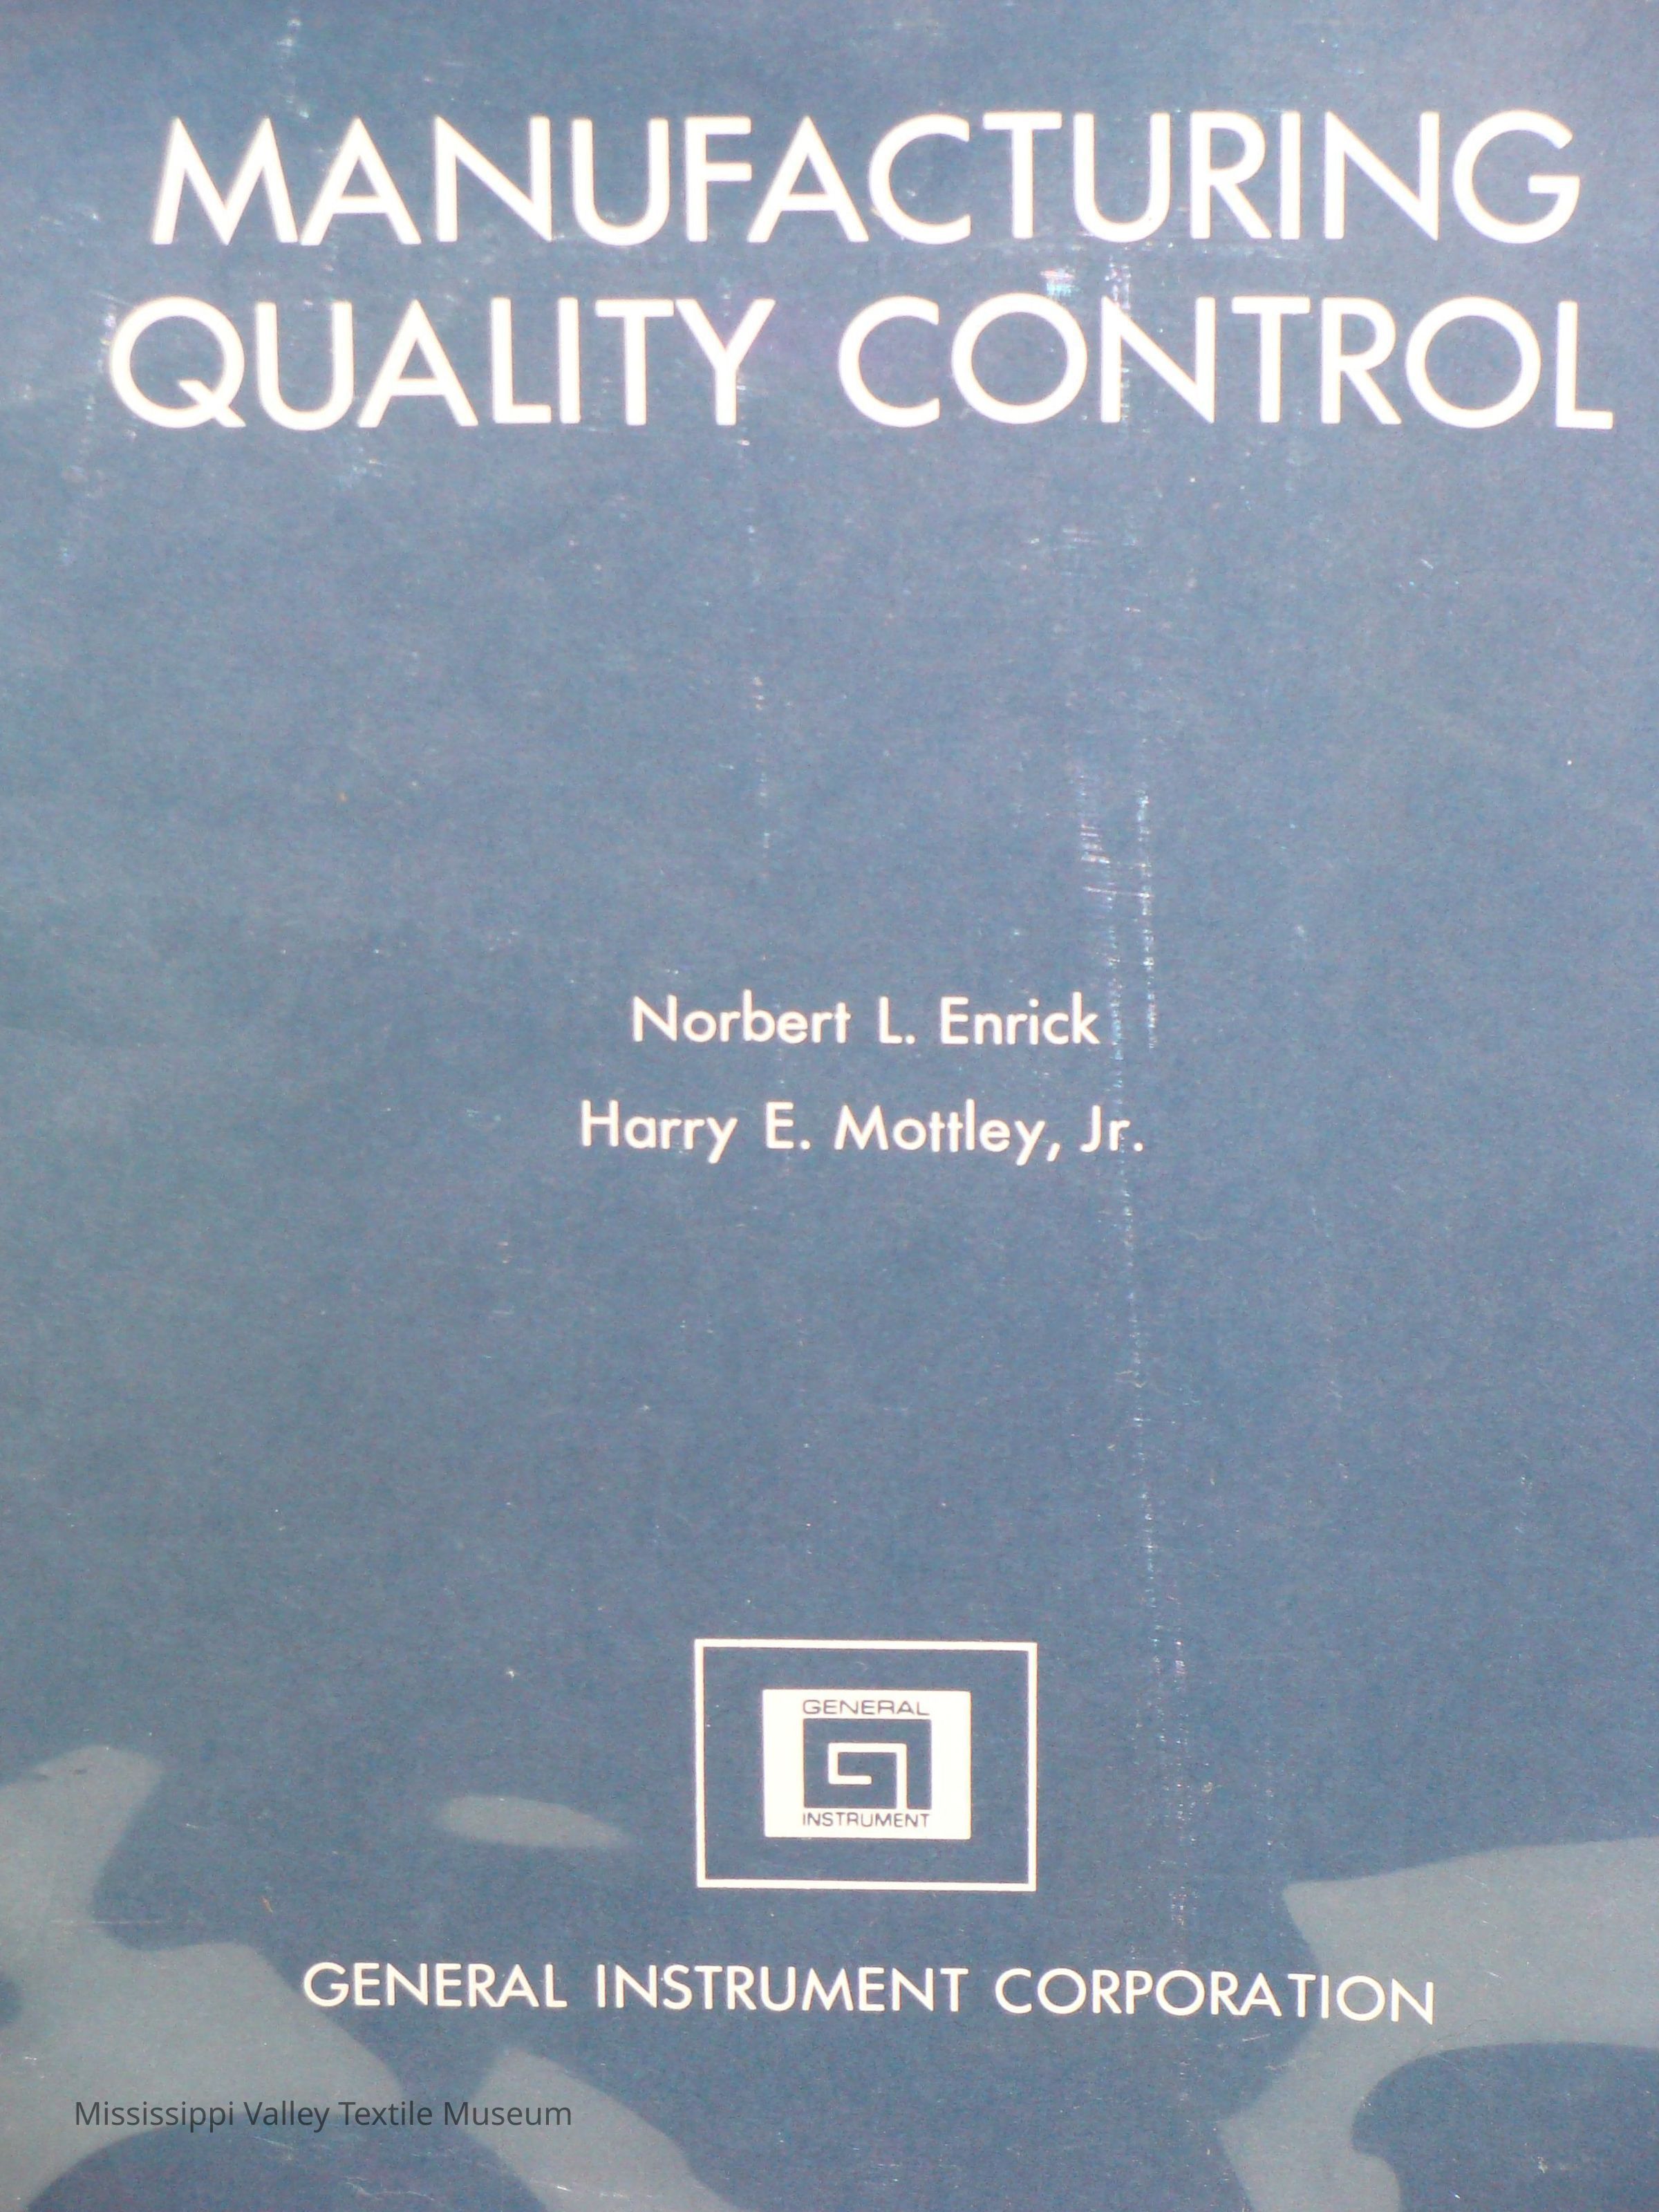 MANUFACTURING
QUALITY CONTROL
Norbert L. Enrick
Harry E. Mottley, Jr.
GENERAL
INSTRUMENT
GENERAL INSTRUMENT CORPORATION
Mississippi Valley Textile Museum